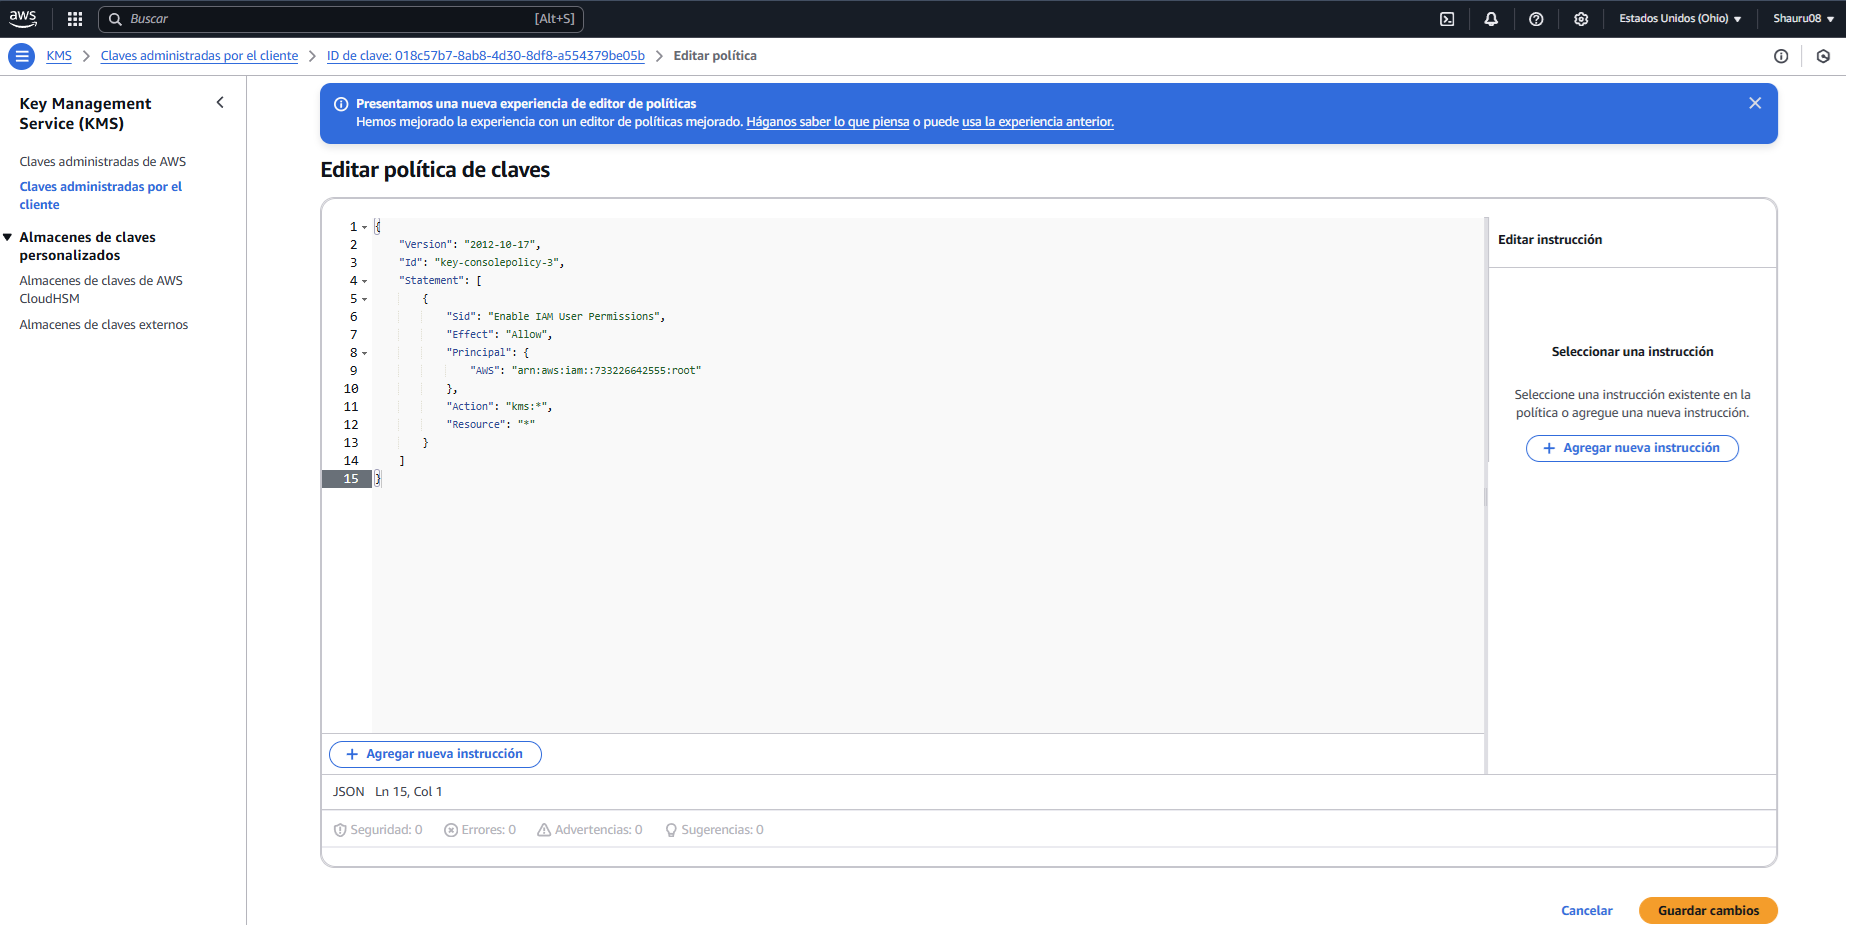 aws
Buscar
[Alt+S]
Estados Unidos (Ohio)
Shauru08
KMS
Claves administradas por el cliente
ID de clave: 018c57b7-8ab8-4d30-8df8-a554379be05b
Editar política
Key Management
Service (KMS)
Claves administradas de AWS
Claves administradas por el
cliente
Almacenes de claves
personalizados
Almacenes de claves de AWS
CloudHSM
Almacenes de claves externos
Presentamos una nueva experiencia de editor de políticas
Hemos mejorado la experiencia con un editor de políticas mejorado. Háganos saber lo que piensa o puede usa la experiencia anterior.
Editar política de claves
1 {
2 "Version": "2012-10-17",
3 "Id": "key-consolepolicy-3",
4 "Statement": [
5 {
6 "Sid": "Enable IAM User Permissions",
7 "Effect": "Allow",
8 "Principal": {
9 "AWS": "arn:aws:iam::733226642555:root"
10 },
11 "Action": "kms:*",
12 "Resource": "*"
13 }
14 ]
15 }
Editar instrucción
Seleccionar una instrucción
Seleccione una instrucción existente en la
política o agregue una nueva instrucción.
+ Agregar nueva instrucción
+ Agregar nueva instrucción
JSON Ln 15, Col 1
Seguridad: 0
Errores: 0
Advertencias: 0
Sugerencias: 0
Cancelar
Guardar cambios